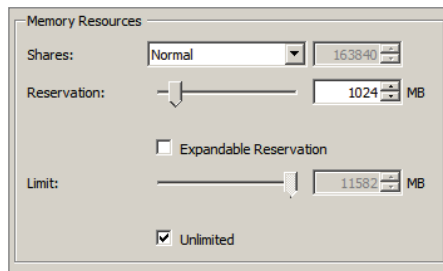 Memory Resources
Shares: Normal 163840
Reservation: 1024 MB
Expandable Reservation
Limit: 11582 MB
Unlimited